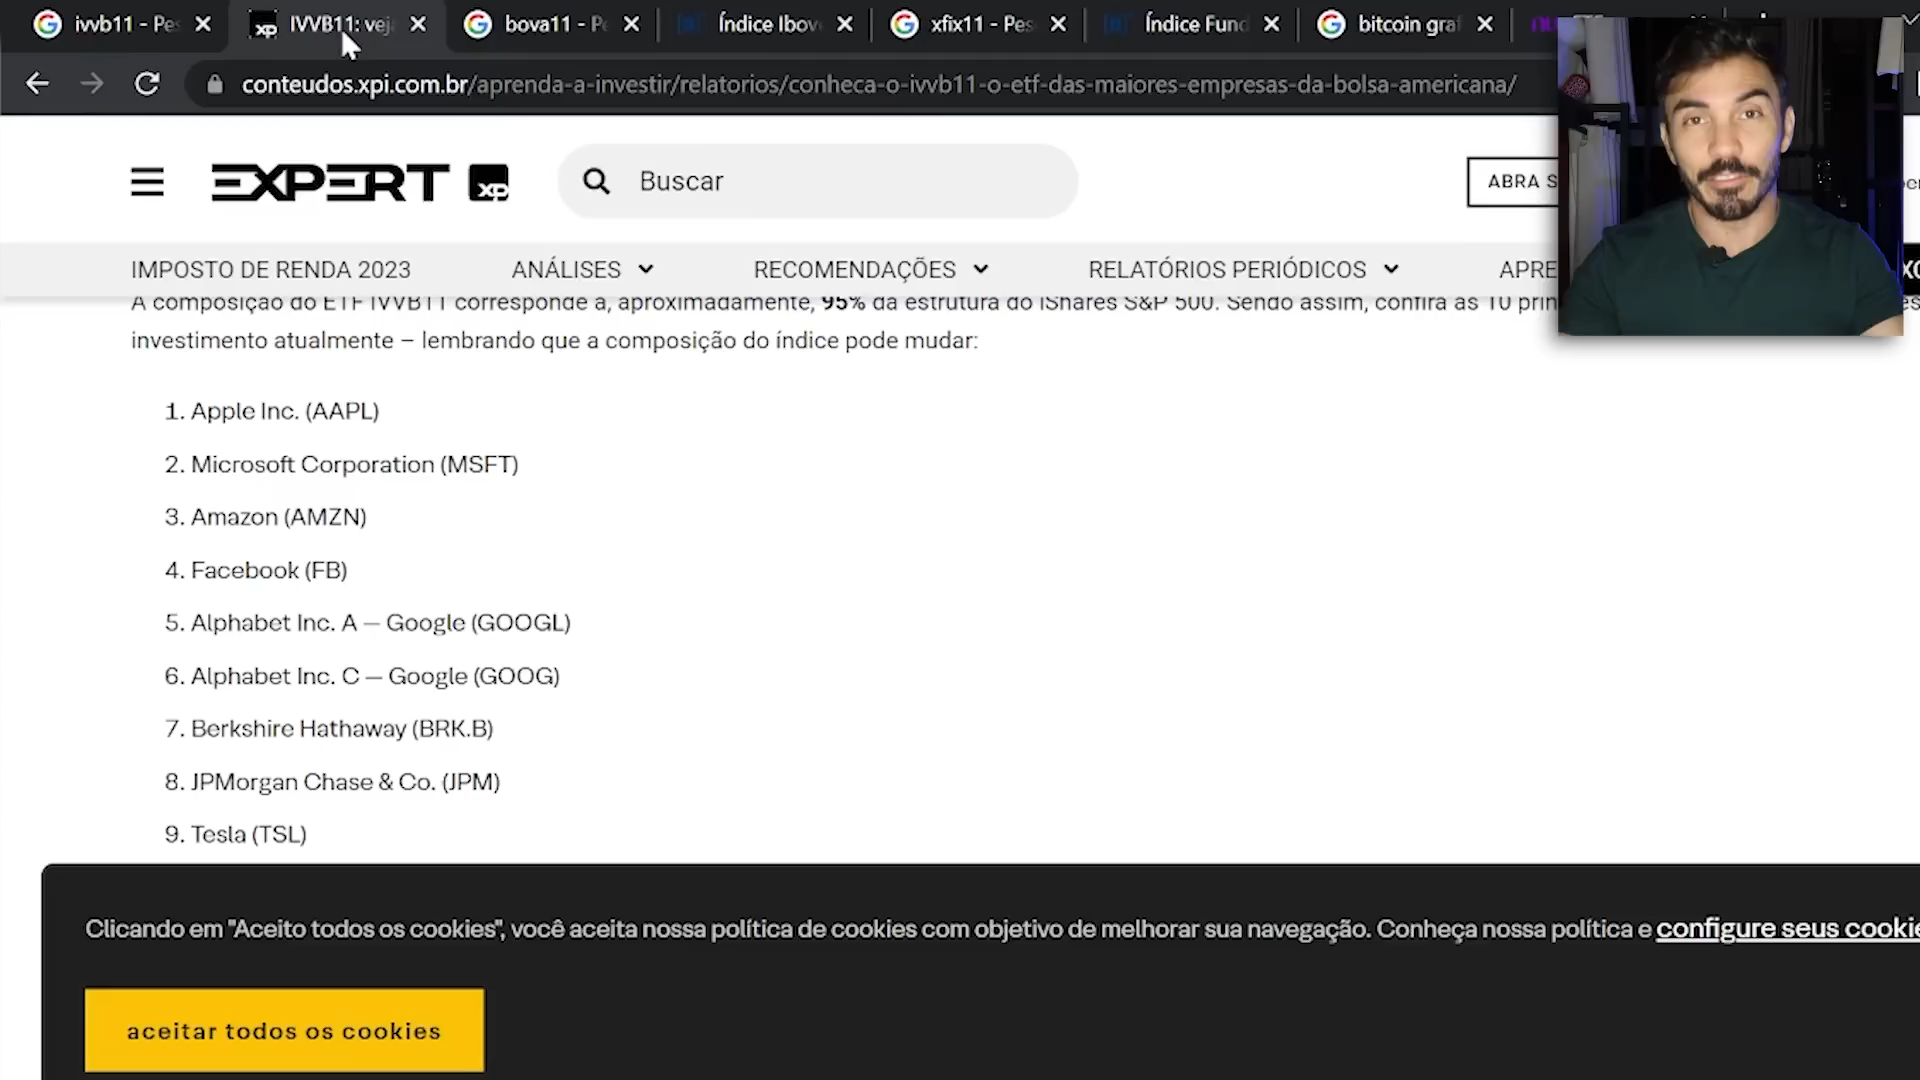 ivvb11 - Pes
IVVB11: vej
bova11 - Pe
Índice Ibov
xfix11 - Pes
Índice Fund
bitcoin graf
conteudos.xpi.com.br/aprenda-a-investir/relatorios/conheca-o-ivvb11-o-etf-das-maiores-empresas-da-bolsa-americana/
EXPERT xp
Buscar
ABRA S
IMPOSTO DE RENDA 2023
ANÁLISES
RECOMENDAÇÕES
RELATÓRIOS PERIÓDICOS
APRE
A composição do ETF IVVB11 corresponde a, aproximadamente, 95% da estrutura do iShares S&P 500. Sendo assim, confira as 10 prin
investimento atualmente – lembrando que a composição do índice pode mudar:
1. Apple Inc. (AAPL)
2. Microsoft Corporation (MSFT)
3. Amazon (AMZN)
4. Facebook (FB)
5. Alphabet Inc. A — Google (GOOGL)
6. Alphabet Inc. C — Google (GOOG)
7. Berkshire Hathaway (BRK.B)
8. JPMorgan Chase & Co. (JPM)
9. Tesla (TSL)
Clicando em "Aceito todos os cookies", você aceita nossa política de cookies com objetivo de melhorar sua navegação. Conheça nossa política e configure seus cookie
aceitar todos os cookies